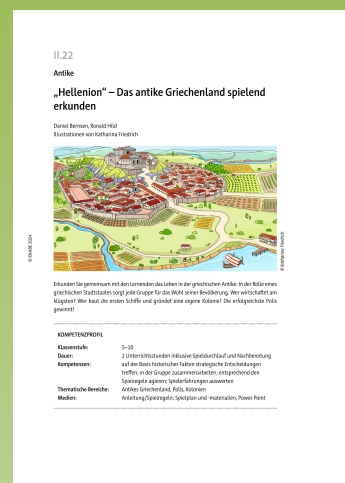 II.22
Antike
„Hellenion“ – Das antike Griechenland spielend
erkunden
Daniel Bernsen, Ronald Hild
Illustrationen von Katharina Friedrich
© RAABE 2024
© Katharina Friedrich
Erkunden Sie gemeinsam mit den Lernenden das Leben in der griechischen Antike: In der Rolle eines
griechischen Stadtstaates sorgt jede Gruppe für das Wohl seiner Bevölkerung. Wer wirtschaftet am
klügsten? Wer baut die ersten Schiffe und gründet eine eigene Kolonie? Die erfolgreichste Polis
gewinnt!
KOMPETENZPROFIL
Klassenstufe: 5–10
Dauer: 2 Unterrichtsstunden inklusive Spieldurchlauf und Nachbereitung
Kompetenzen: auf der Basis historischer Fakten strategische Entscheidungen
treffen; in der Gruppe zusammenarbeiten; entsprechend den
Spielregeln agieren; Spielerfahrungen auswerten
Thematische Bereiche: Antikes Griechenland, Polis, Kolonien
Medien: Anleitung/Spielregeln; Spielplan und -materialien, Power Point